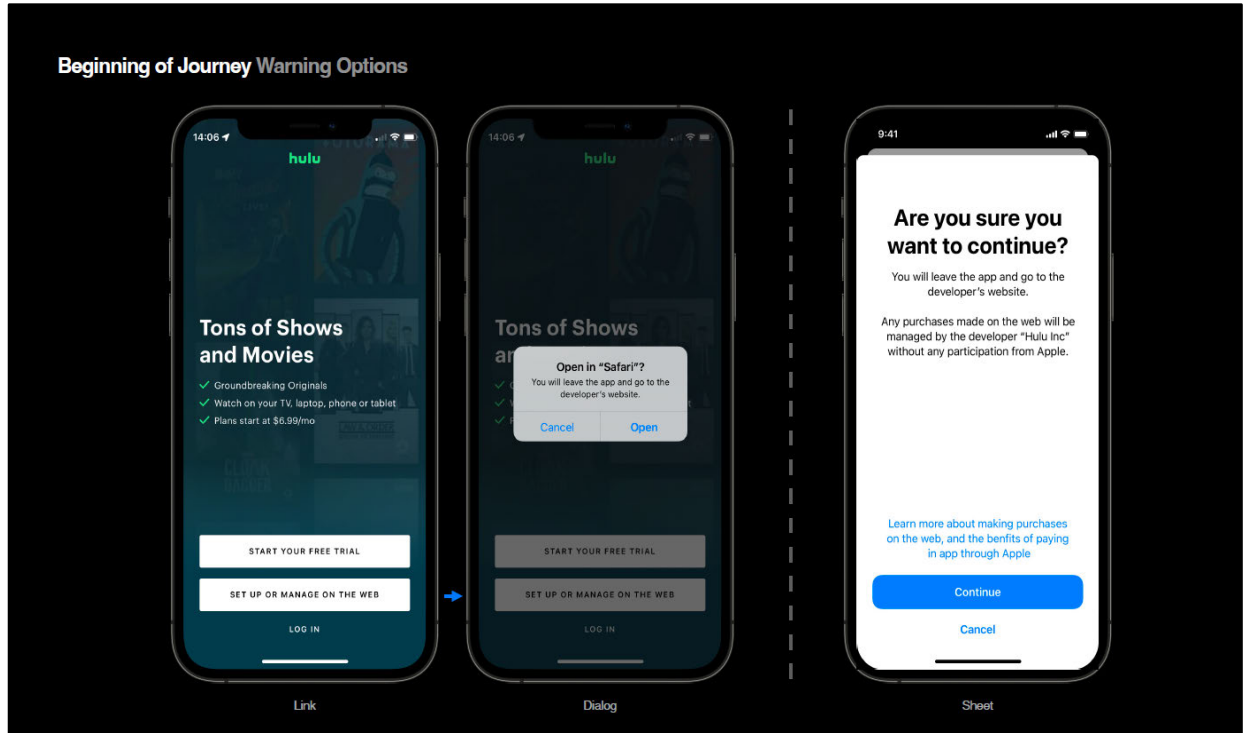 Beginning of Journey Warning Options
14:06
hulu
FUTURAMA
Tons of Shows
and Movies
Groundbreaking Originals
Watch on your TV, laptop, phone or tablet
Plans start at $6.99/mo
CLOAK
DAGGER
START YOUR FREE TRIAL
SET UP OR MANAGE ON THE WEB
LOG IN
Link
14:06
hulu
Tons of Shows
Open in “Safari”?
You will leave the app and go to the
developer’s website.
Cancel
Open
START YOUR FREE TRIAL
SET UP OR MANAGE ON THE WEB
LOG IN
Dialog
9:41
Are you sure you
want to continue?
You will leave the app and go to the
developer’s website.
Any purchases made on the web will be
managed by the developer “Hulu Inc”
without any participation from Apple.
Learn more about making purchases
on the web, and the benfits of paying
in app through Apple
Continue
Cancel
Sheet